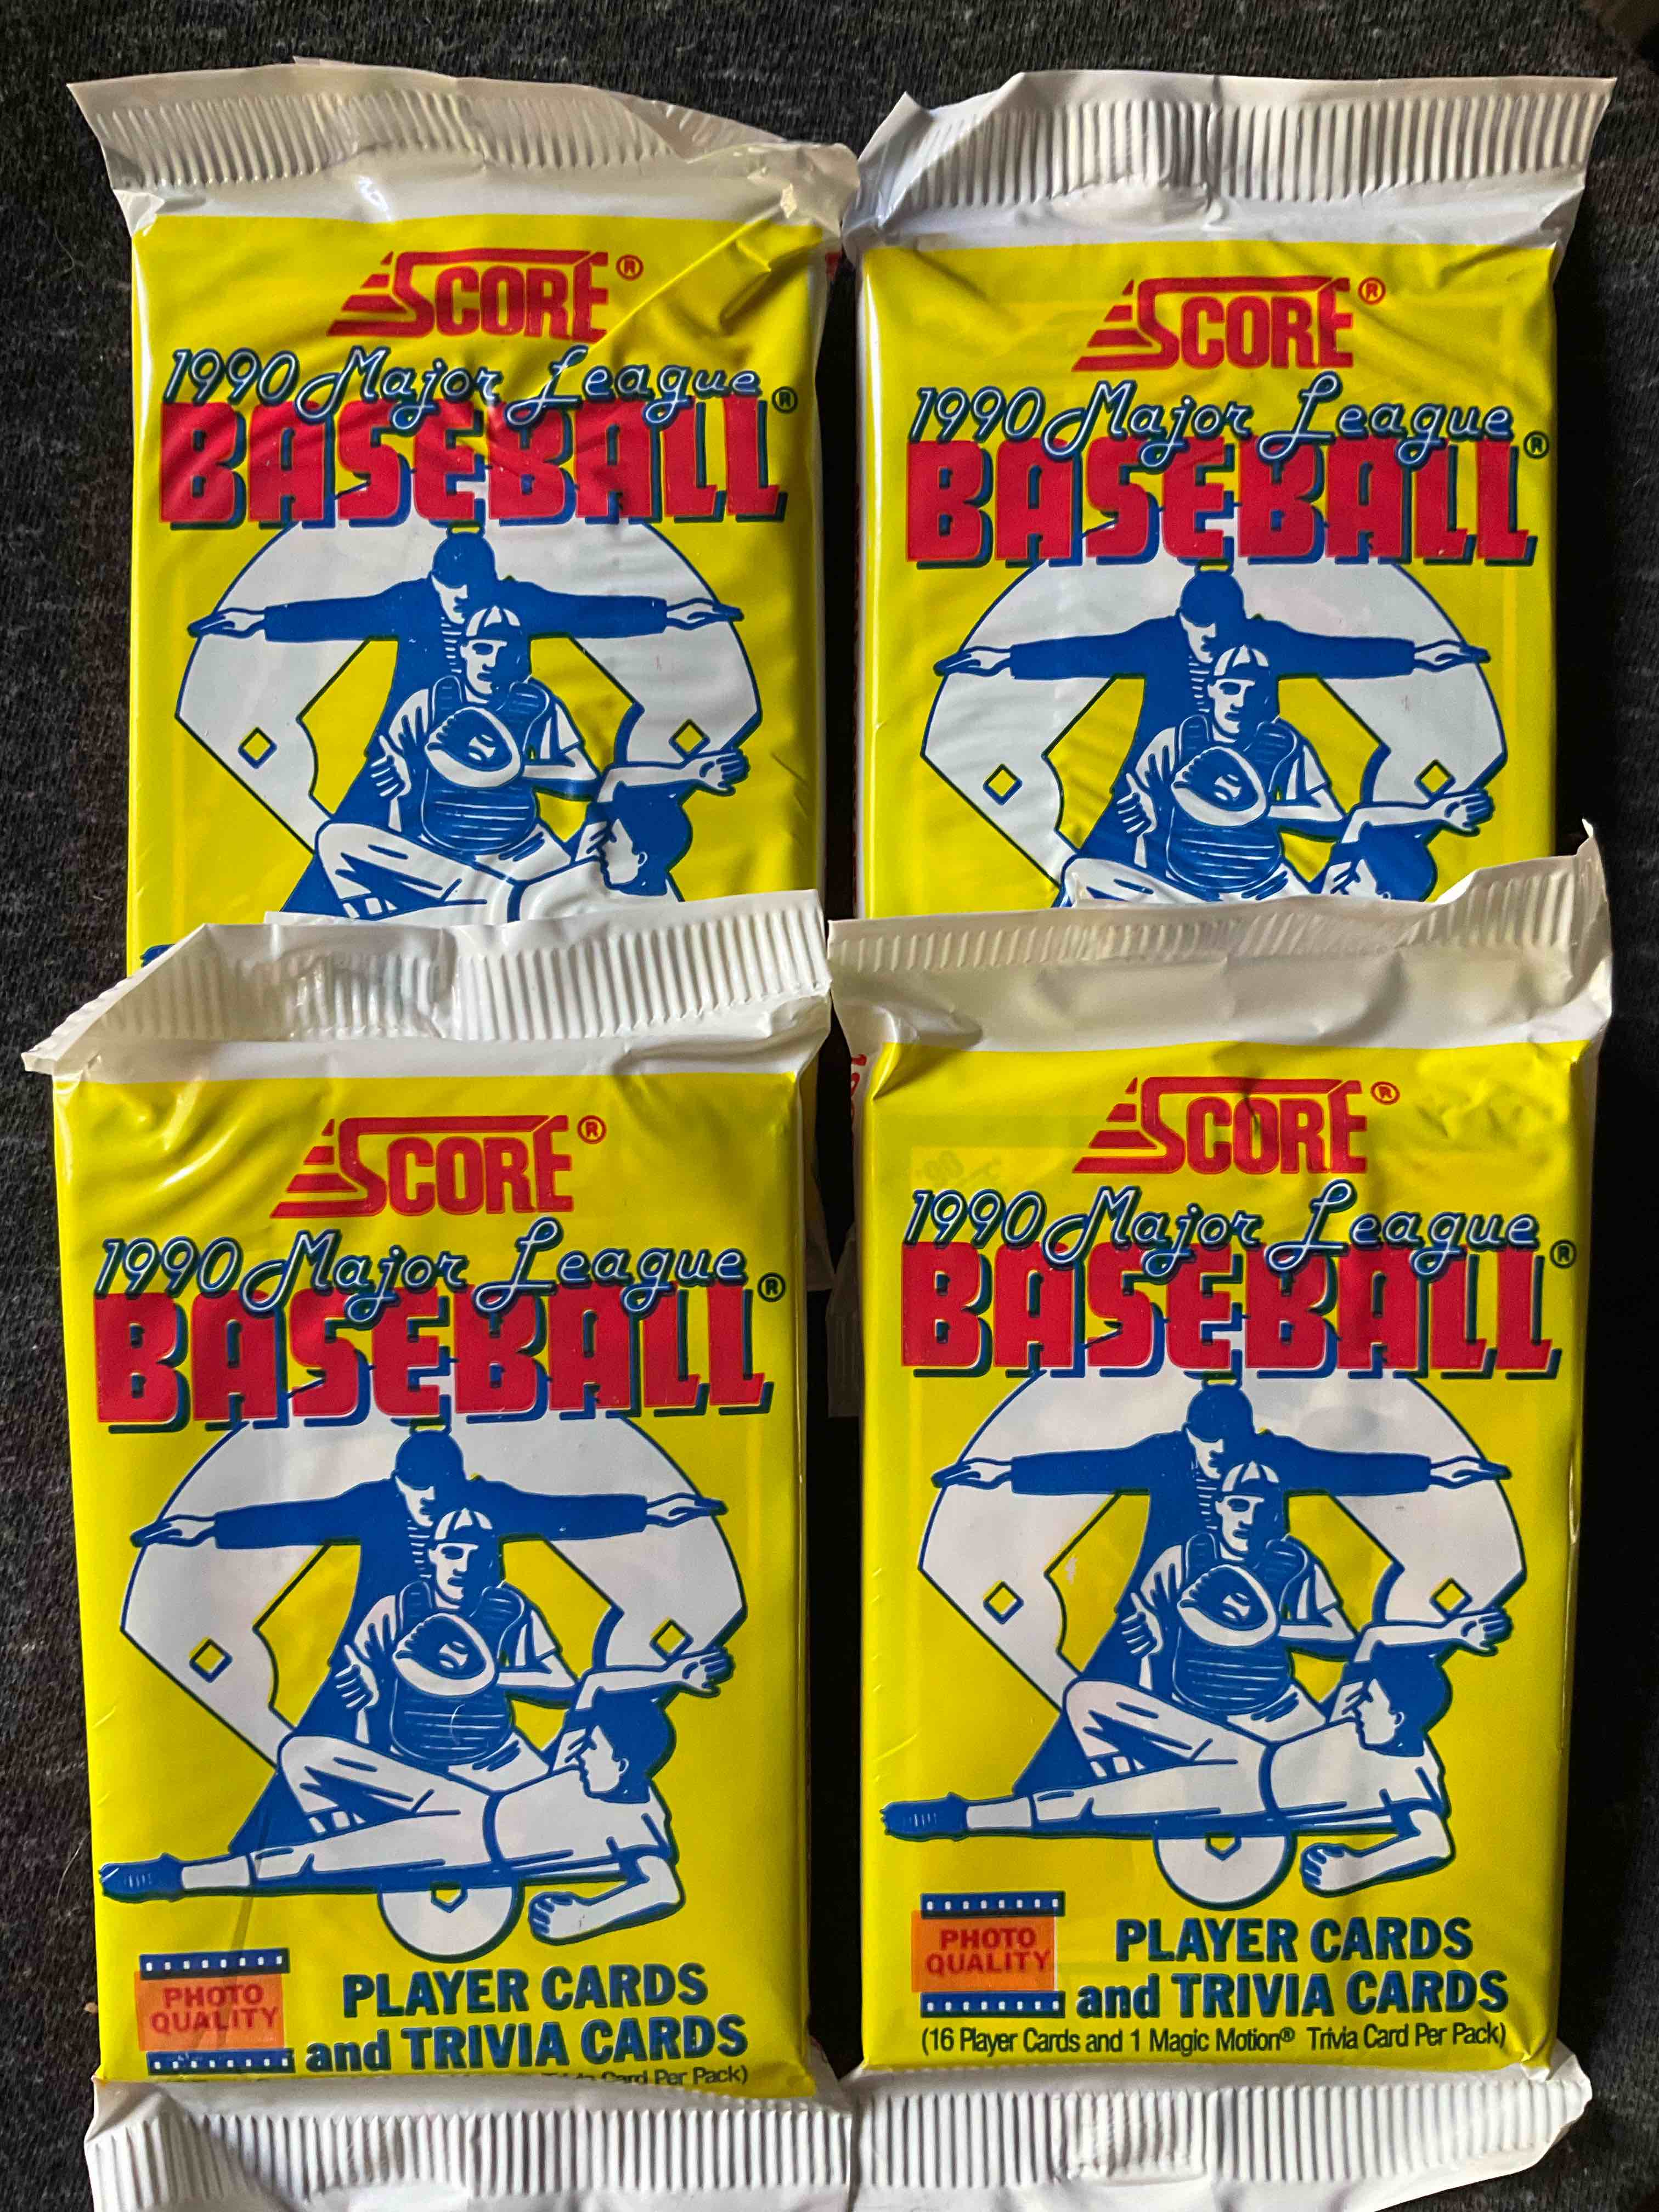 SCORE®
1990 Major League
BASEBALL®
SCORE®
1990 Major League
BASEBALL®
SCORE®
1990 Major League
BASEBALL®
PHOTO
QUALITY
PLAYER CARDS
and TRIVIA CARDS
Card Per Pack)
SCORE®
1990 Major League
BASEBALL®
PHOTO
QUALITY
PLAYER CARDS
and TRIVIA CARDS
(16 Player Cards and 1 Magic Motion® Trivia Card Per Pack)